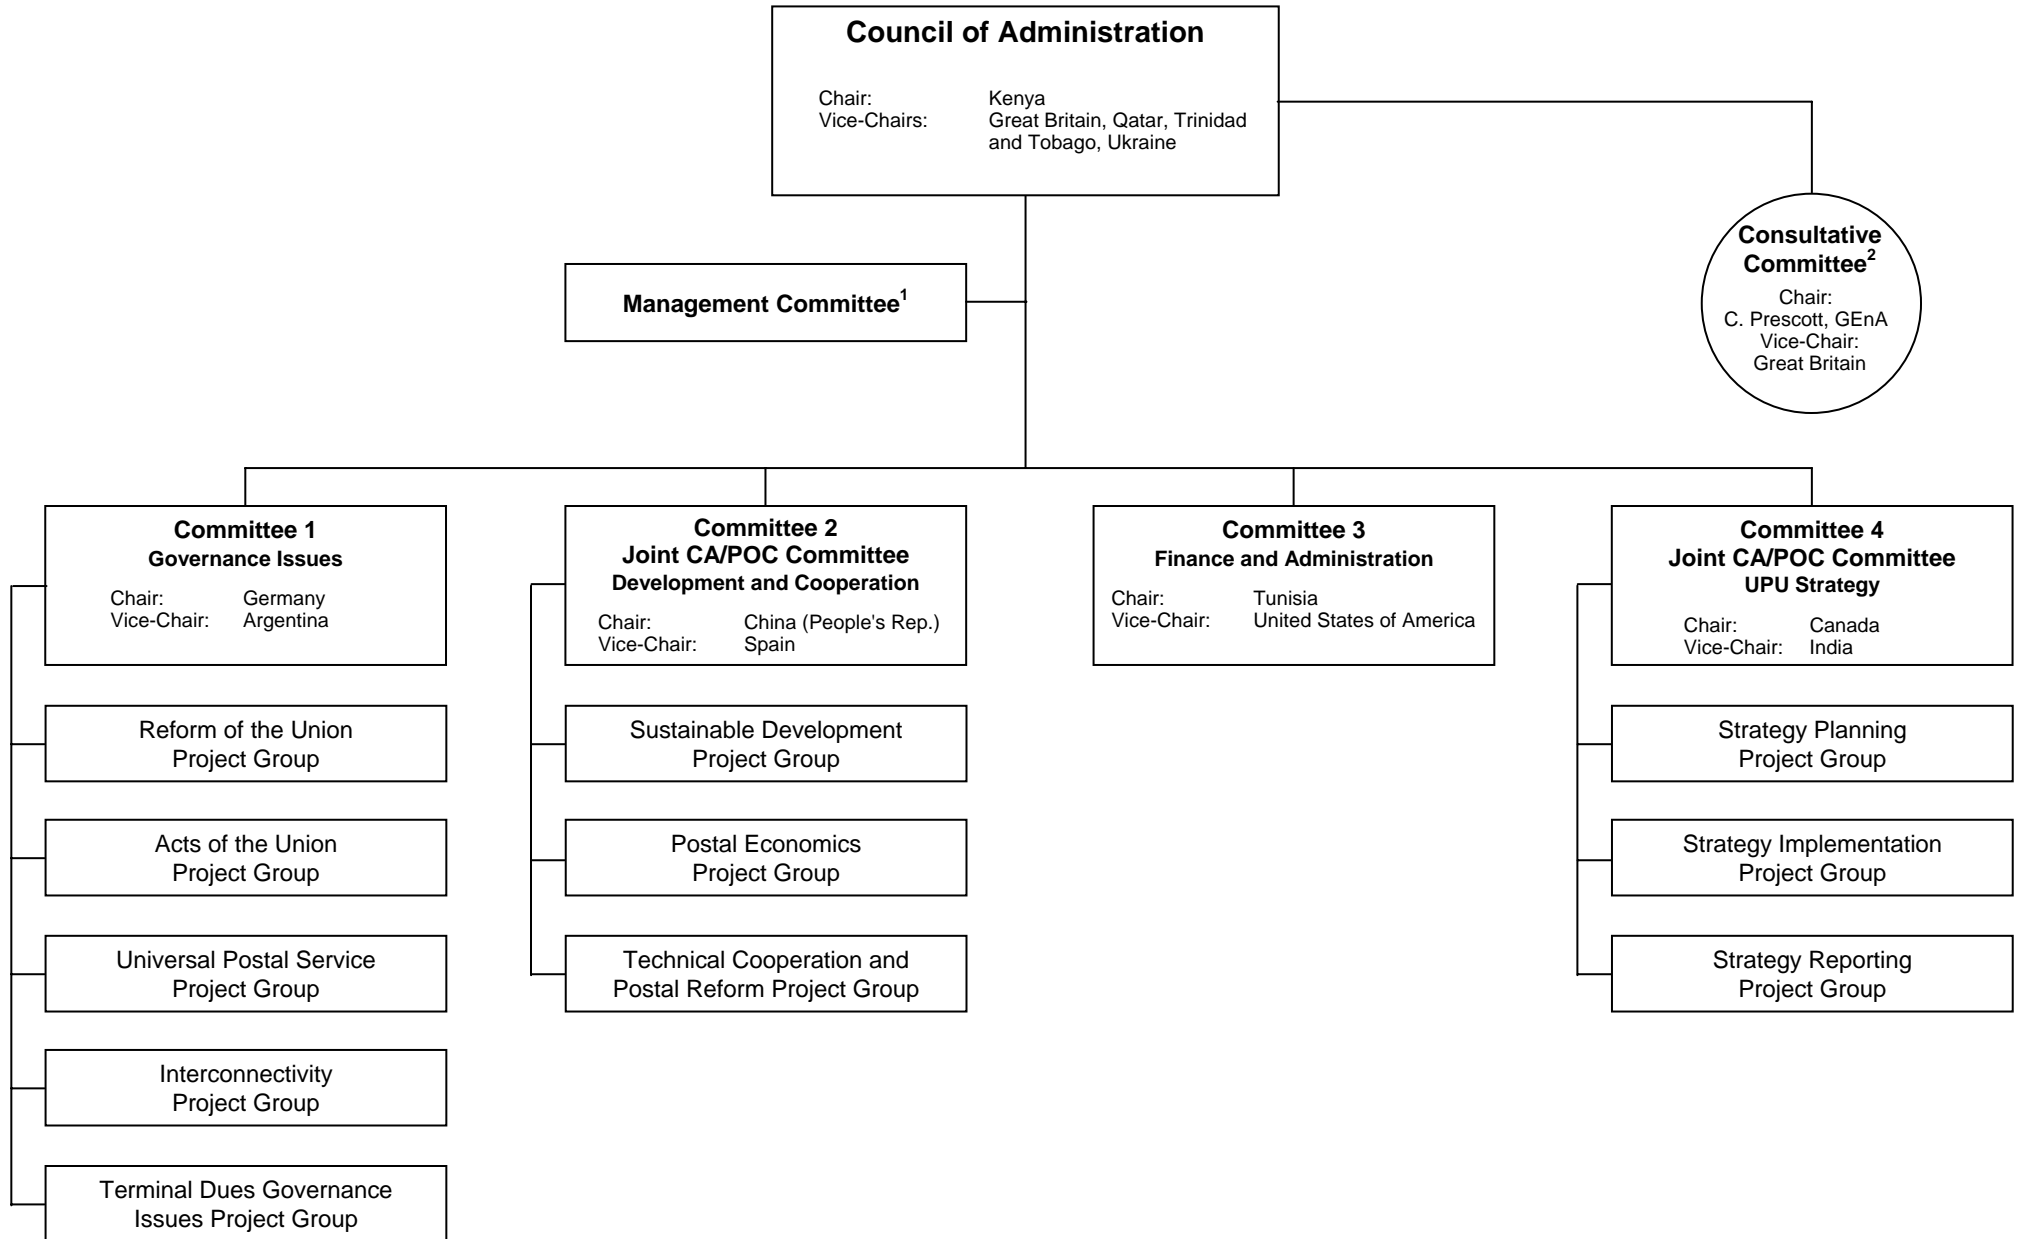 Council of Administration
Chair: Kenya
Vice-Chairs: Great Britain, Qatar, Trinidad
and Tobago, Ukraine
Management Committee1
Consultative
Committee2
Chair:
C. Prescott, GEnA
Vice-Chair:
Great Britain
Committee 1
Governance Issues
Chair: Germany
Vice-Chair: Argentina
Reform of the Union
Project Group
Acts of the Union
Project Group
Universal Postal Service
Project Group
Interconnectivity
Project Group
Terminal Dues Governance
Issues Project Group
Committee 2
Joint CA/POC Committee
Development and Cooperation
Chair: China (People's Rep.)
Vice-Chair: Spain
Sustainable Development
Project Group
Postal Economics
Project Group
Technical Cooperation and
Postal Reform Project Group
Committee 3
Finance and Administration
Chair: Tunisia
Vice-Chair: United States of America
Committee 4
Joint CA/POC Committee
UPU Strategy
Chair: Canada
Vice-Chair: India
Strategy Planning
Project Group
Strategy Implementation
Project Group
Strategy Reporting
Project Group